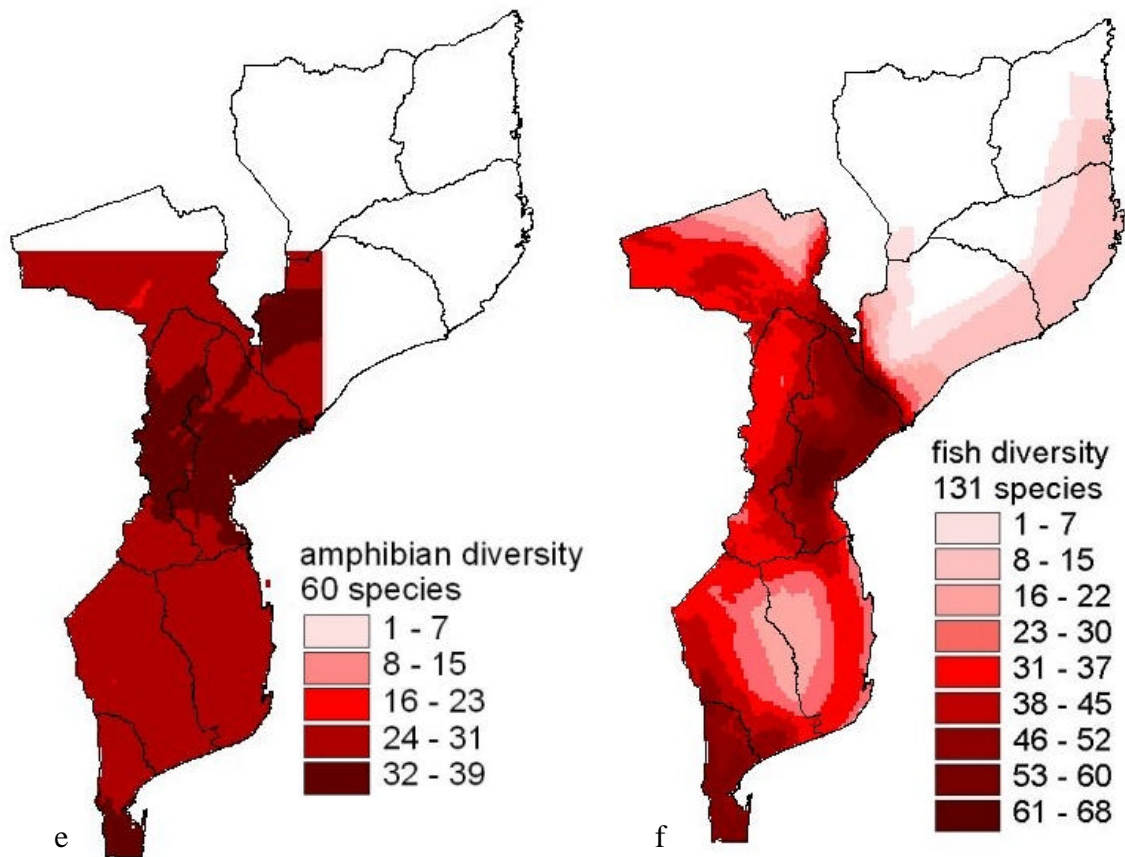 amphibian diversity
60 species
1 - 7
8 - 15
16 - 23
24 - 31
32 - 39
e
fish diversity
131 species
1 - 7
8 - 15
16 - 22
23 - 30
31 - 37
38 - 45
46 - 52
53 - 60
61 - 68
f